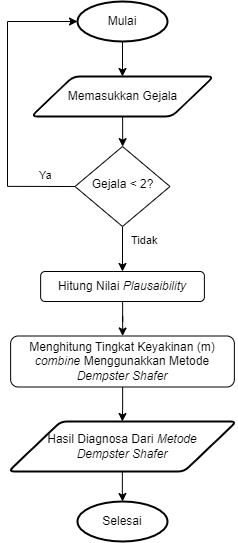 Mulai
Memasukkan Gejala
Gejala < 2?
Ya
Tidak
Hitung Nilai Plausaibility
Menghitung Tingkat Keyakinan (m)
combine Menggunakkan Metode
Dempster Shafer
Hasil Diagnosa Dari Metode
Dempster Shafer
Selesai